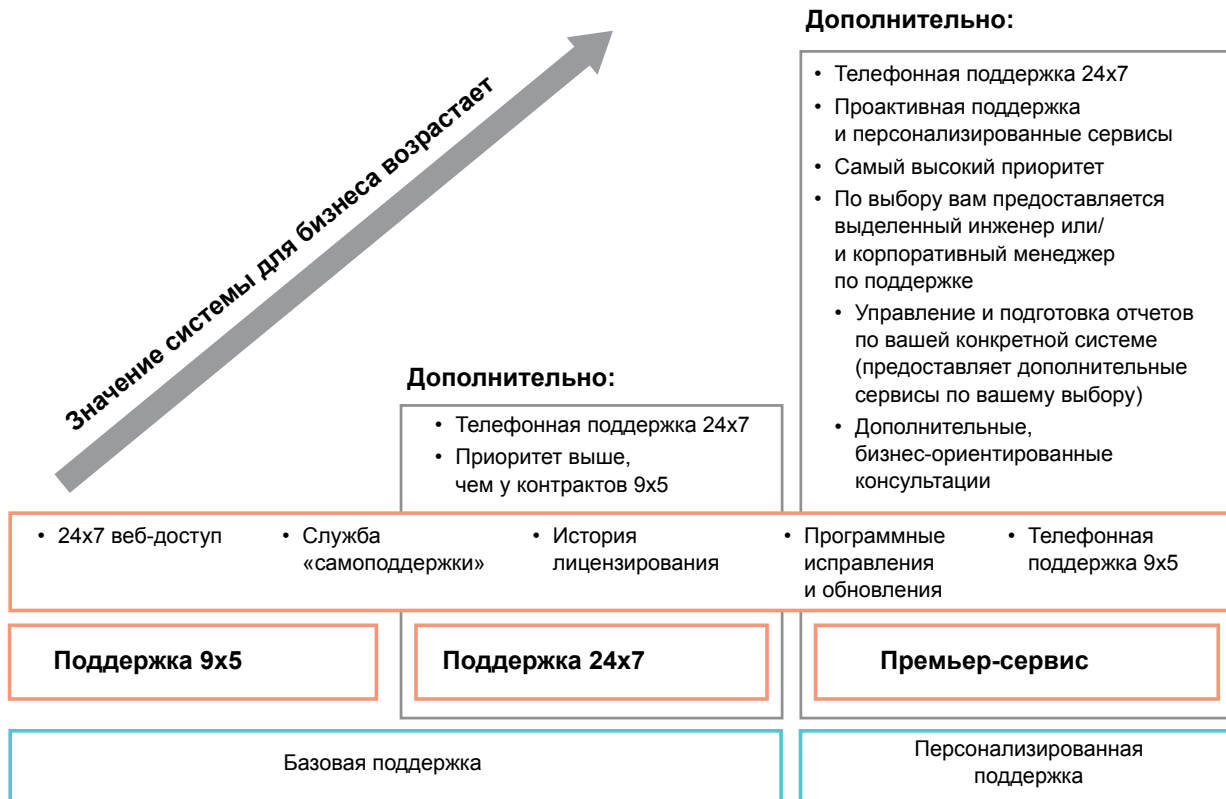 Дополнительно:
• Телефонная поддержка 24x7
• Проактивная поддержка
и персонализированные сервисы
• Самый высокий приоритет
• По выбору вам предоставляется
выделенный инженер или/
и корпоративный менеджер
по поддержке
• Управление и подготовка отчетов
по вашей конкретной системе
(предоставляет дополнительные
сервисы по вашему выбору)
• Дополнительные,
бизнес-ориентированные
консультации
Значение системы для бизнеса возрастает
Дополнительно:
• Телефонная поддержка 24x7
• Приоритет выше,
чем у контрактов 9x5
• 24x7 веб-доступ
• Служба
«самоподдержки»
• История
лицензирования
• Программные
исправления
и обновления
• Телефонная
поддержка 9x5
Поддержка 9x5
Поддержка 24x7
Премьер-сервис
Базовая поддержка
Персонализированная
поддержка